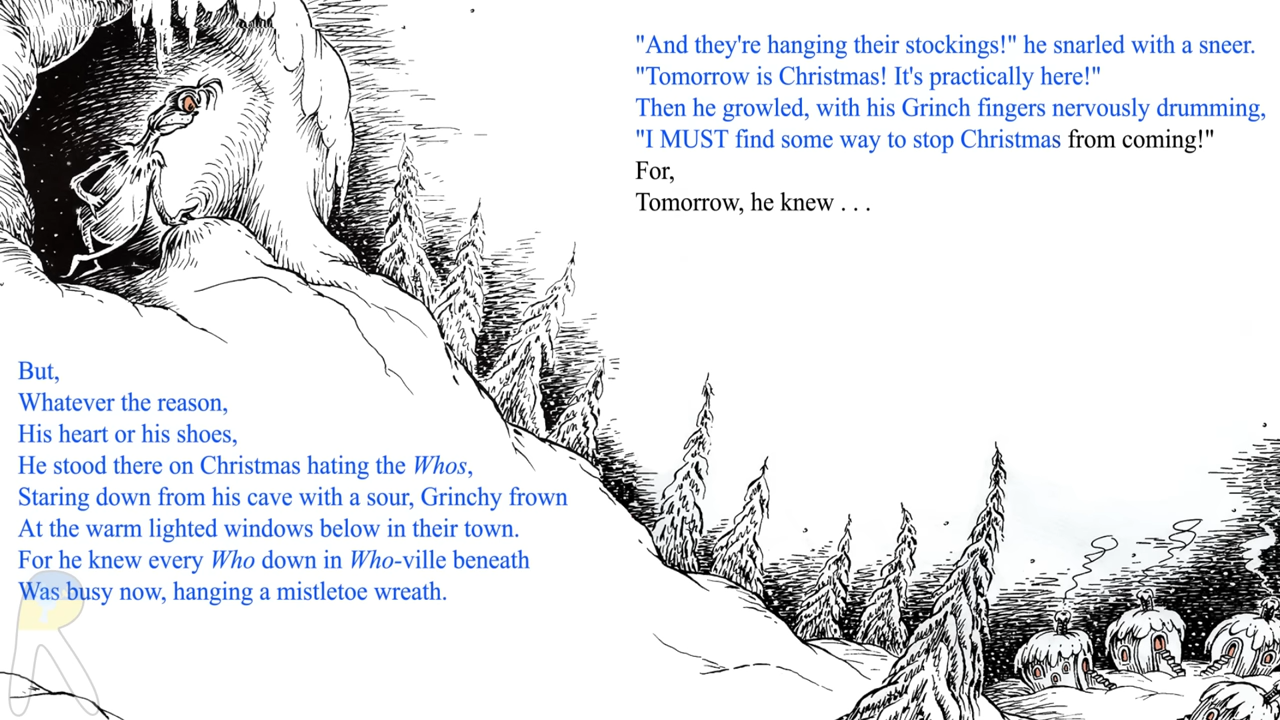 But,
Whatever the reason,
His heart or his shoes,
He stood there on Christmas hating the Whos,
Staring down from his cave with a sour, Grinchy frown
At the warm lighted windows below in their town.
For he knew every Who down in Who-ville beneath
Was busy now, hanging a mistletoe wreath.
"And they're hanging their stockings!" he snarled with a sneer.
"Tomorrow is Christmas! It's practically here!"
Then he growled, with his Grinch fingers nervously drumming,
"I MUST find some way to stop Christmas from coming!"
For,
Tomorrow, he knew . . .